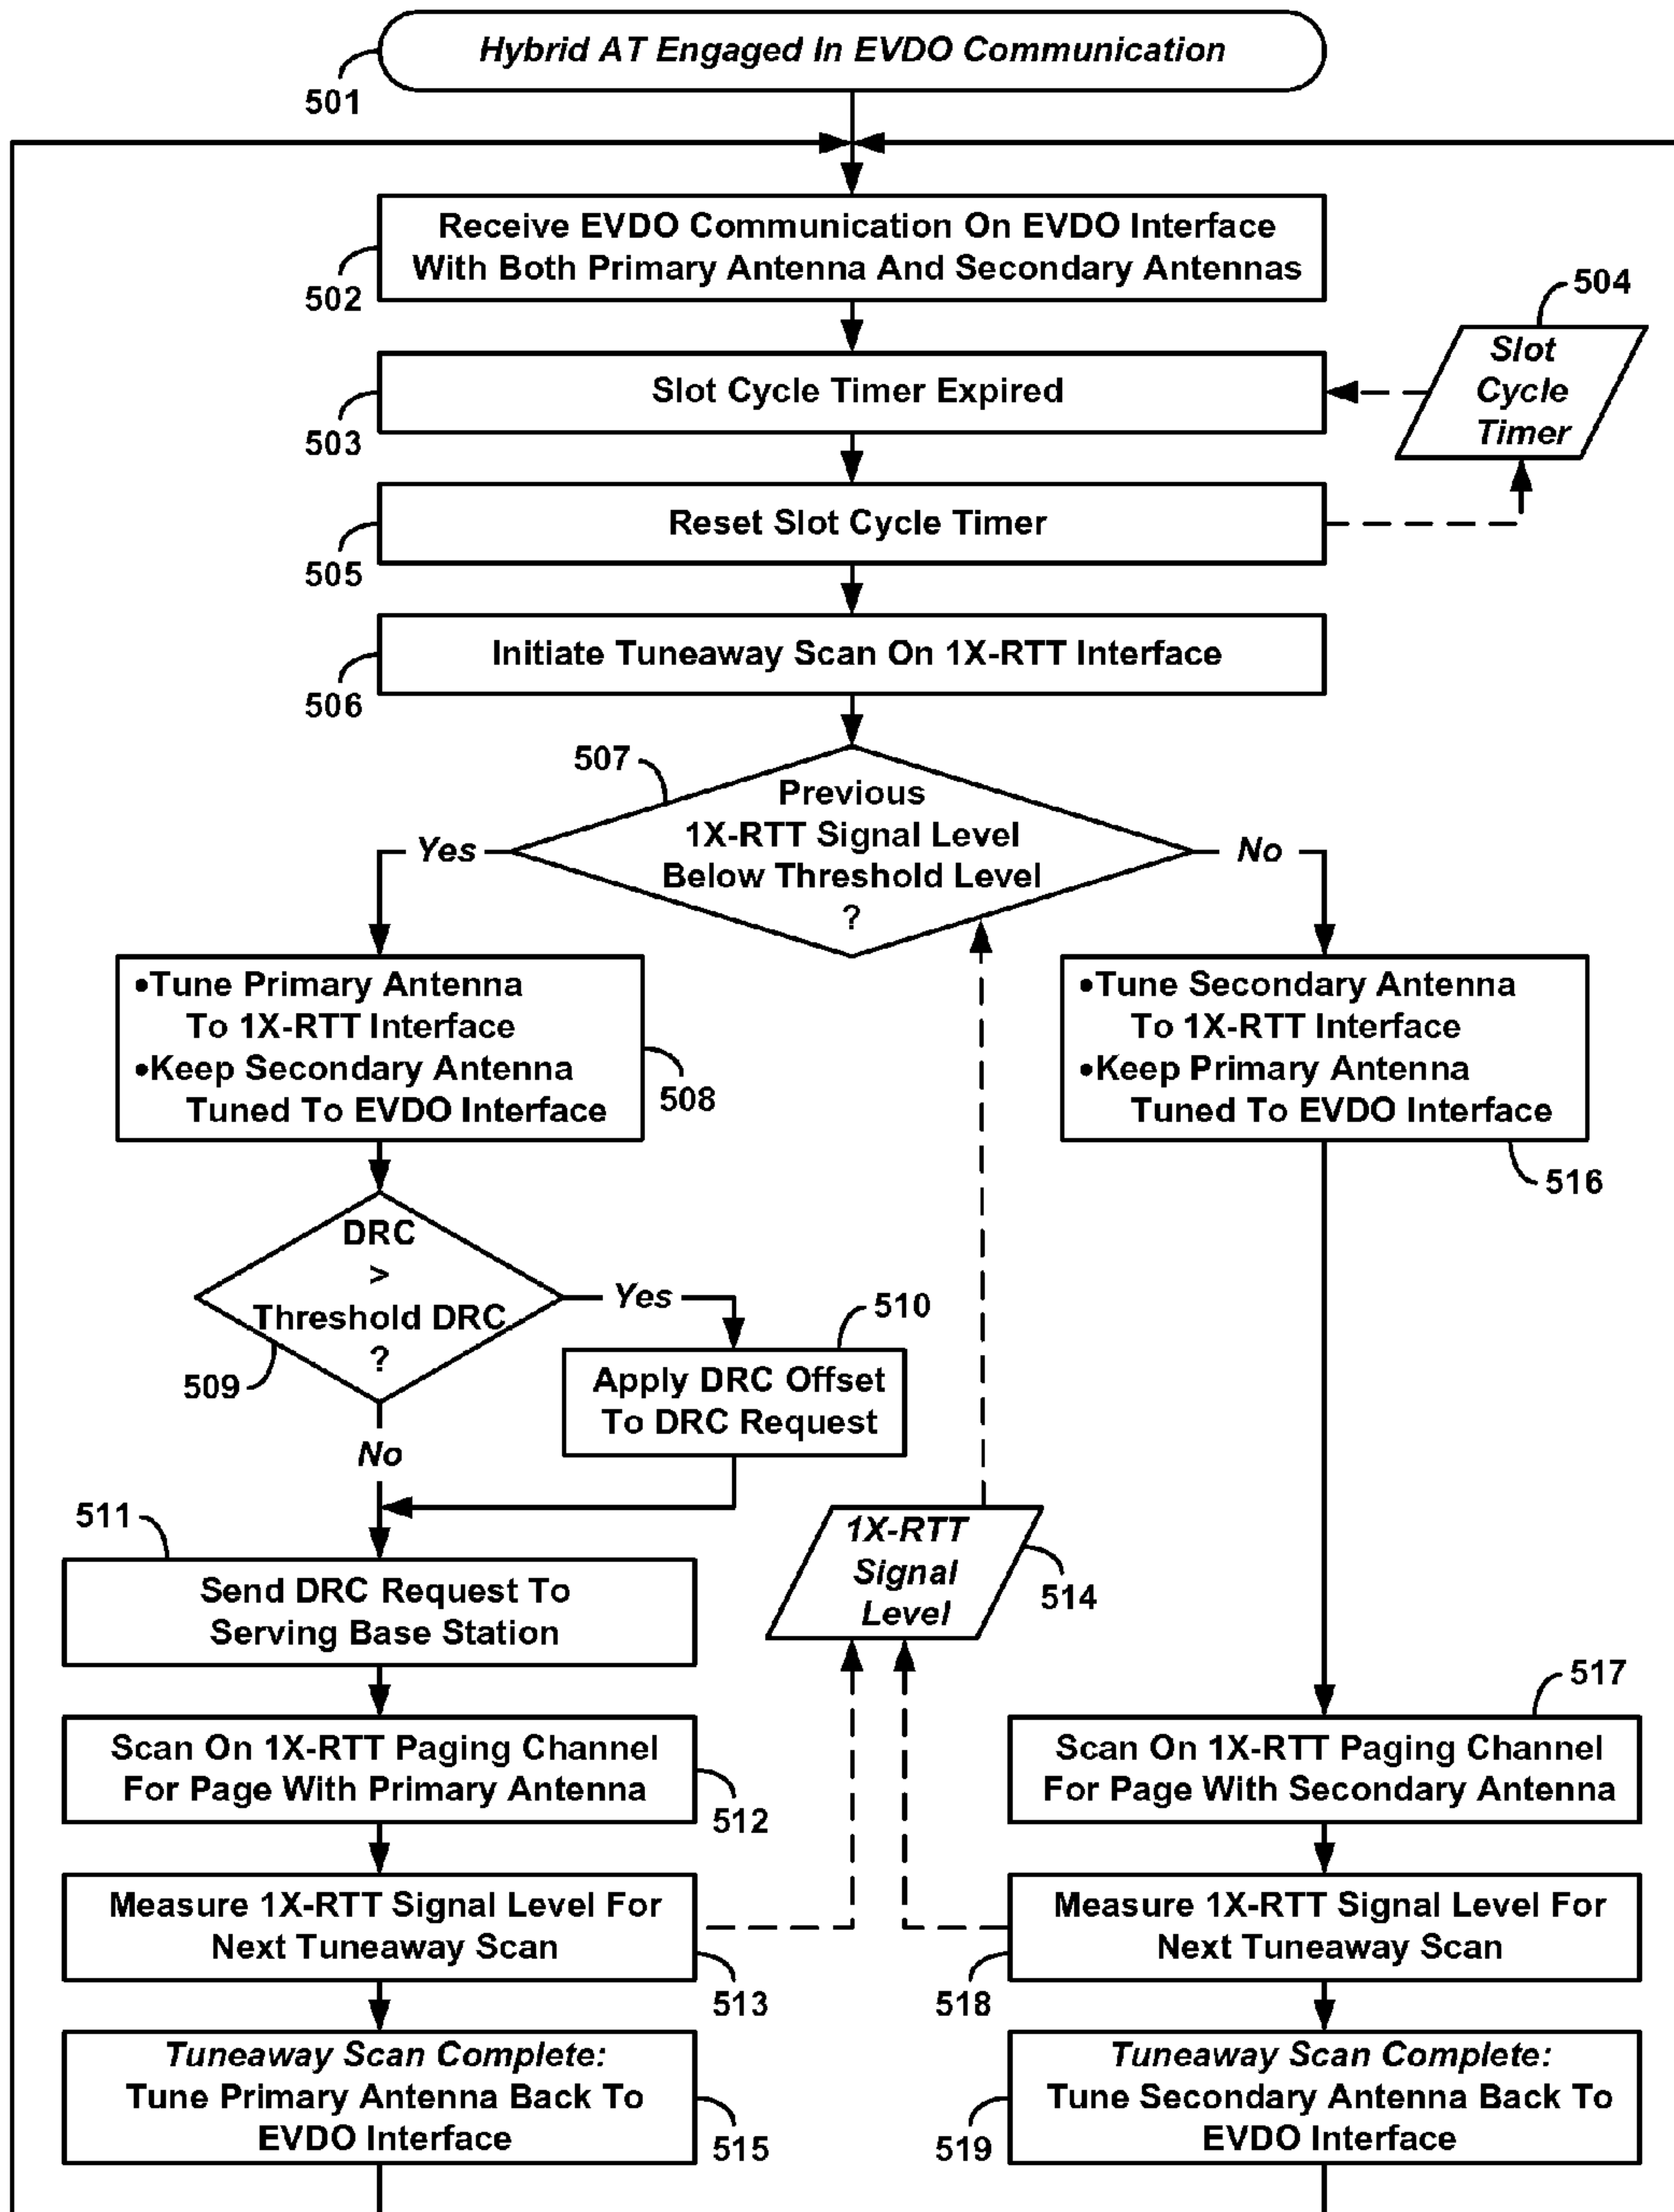 Hybrid AT Engaged In EVDO Communication
501
Receive EVDO Communication On EVDO Interface
With Both Primary Antenna And Secondary Antennas
502
504
Slot
Cycle
Timer
Slot Cycle Timer Expired
503
Reset Slot Cycle Timer
505
Initiate Tuneaway Scan On 1X-RTT Interface
506
507
Previous
1X-RTT Signal Level
Below Threshold Level
?
Yes
No
•Tune Primary Antenna
To 1X-RTT Interface
•Keep Secondary Antenna
Tuned To EVDO Interface
508
•Tune Secondary Antenna
To 1X-RTT Interface
•Keep Primary Antenna
Tuned To EVDO Interface
516
DRC
>
Threshold DRC
?
509
Yes
510
Apply DRC Offset
To DRC Request
No
511
Send DRC Request To
Serving Base Station
1X-RTT
Signal
Level
514
Scan On 1X-RTT Paging Channel
For Page With Primary Antenna
512
517
Scan On 1X-RTT Paging Channel
For Page With Secondary Antenna
Measure 1X-RTT Signal Level For
Next Tuneaway Scan
513
Measure 1X-RTT Signal Level For
Next Tuneaway Scan
518
Tuneaway Scan Complete:
Tune Primary Antenna Back To
EVDO Interface
515
Tuneaway Scan Complete:
Tune Secondary Antenna Back To
EVDO Interface
519